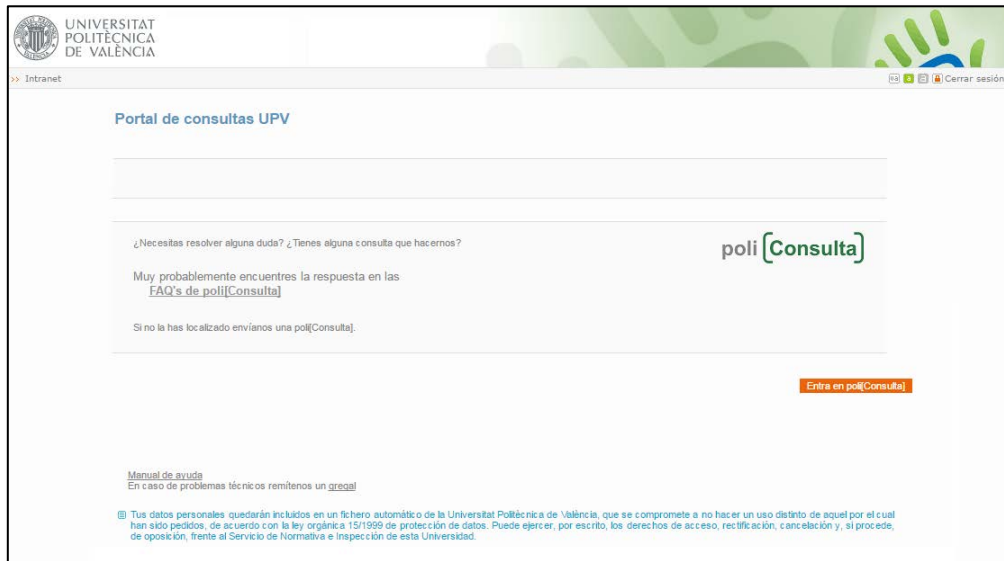 UNIVERSITAT
POLITÈCNICA
DE VALÈNCIA
>> Intranet
a Cerrar sesión
Portal de consultas UPV
¿Necesitas resolver alguna duda? ¿Tienes alguna consulta que hacernos?
poli [Consulta]
Muy probablemente encuentres la respuesta en las
FAQ's de poli[Consulta]
Si no la has localizado envíanos una poli[Consulta].
Entra en poli[Consulta]
Manual de ayuda
En caso de problemas técnicos remítenos un gregal
Tus datos personales quedarán incluidos en un fichero automático de la Universitat Politécnica de València, que se compromete a no hacer un uso distinto de aquel por el cual
han sido pedidos, de acuerdo con la ley orgánica 15/1999 de protección de datos. Puede ejercer, por escrito, los derechos de acceso, rectificación, cancelación y, si procede,
de oposición, frente al Servicio de Normativa e Inspección de esta Universidad.